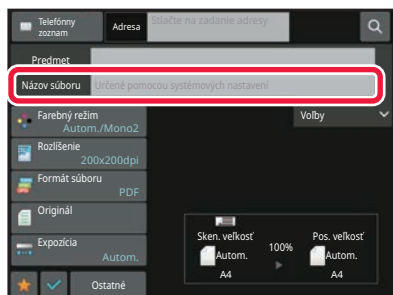 Telefónny
zoznam
Adresa
Stlačte na zadanie adresy
Predmet
Názov súboru
Určené pomocou systémových nastavení
Farebný režim
Autom./Mono2
Voľby
Rozlíšenie
200x200dpi
Formát súboru
PDF
Originál
Expozícia
Autom.
Sken. veľkosť
Autom.
A4
100%
Pos. veľkosť
Autom.
A4
Ostatné